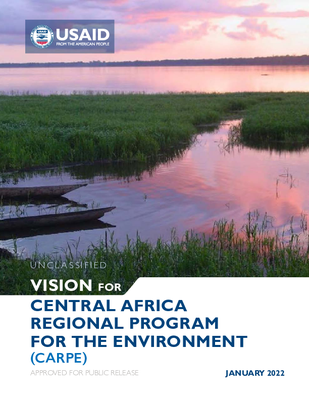 USAID
FROM THE AMERICAN PEOPLE
UNCLASSIFIED
VISION FOR
CENTRAL AFRICA
REGIONAL PROGRAM
FOR THE ENVIRONMENT
(CARPE)
APPROVED FOR PUBLIC RELEASE
JANUARY 2022